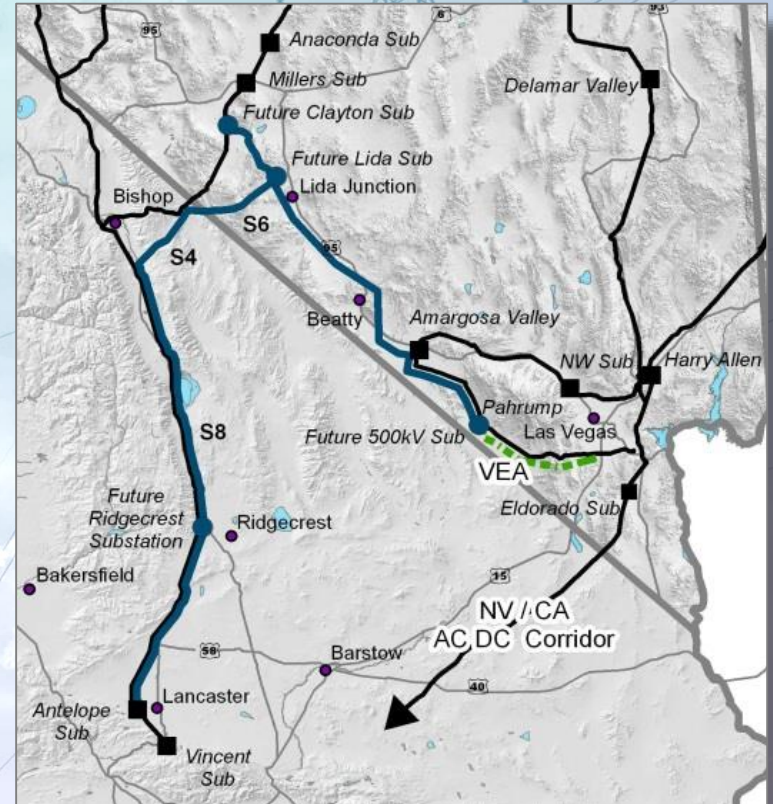 95
6
93
Anaconda Sub
Millers Sub
Delamar Valley
Future Clayton Sub
Future Lida Sub
Lida Junction
Bishop
S6
S4
95
Beatty
Amargosa Valley
NW Sub
Harry Allen
Pahrump
Las Vegas
Future 500kV Sub
VEA
S8
Eldorado Sub
Future
Ridgecrest
Substation
Ridgecrest
Bakersfield
15
NV / CA
AC DC Corridor
58
Barstow
40
Lancaster
Antelope
Sub
Vincent
Sub